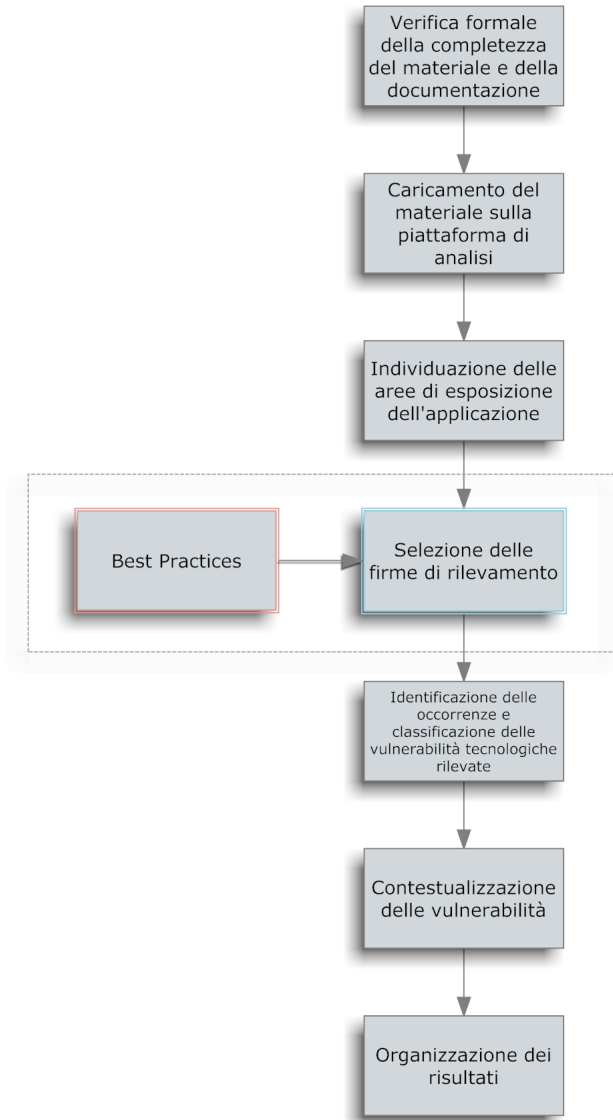 Verifica formale
della completezza
del materiale e della
documentazione
Caricamento del
materiale sulla
piattaforma di
analisi
Individuazione delle
aree di esposizione
dell'applicazione
Best Practices
Selezione delle
firme di rilevamento
Identificazione delle
occorrenze e
classificazione delle
vulnerabilità tecnologiche
rilevate
Contestualizzazione
delle vulnerabilità
Organizzazione dei
risultati